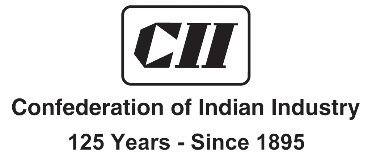 CII
Confederation of Indian Industry
125 Years - Since 1895